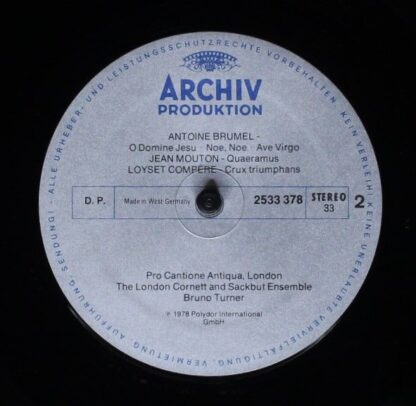 ALLE URHEBER- UND LEISTUNGSSCHUTZRECHTE VORBEHALTEN · KEIN VERLEIH! KEINE UNERLAUBTE VERVIELFÄLTIGUNG, VERMIETUNG, AUFFÜHRUNG, SENDUNG! -
ARCHIV
PRODUKTION
ANTOINE BRUMEL -
O Domine Jesu · Noe, Noe · Ave Virgo
JEAN MOUTON - Quaeramus
LOYSET COMPÈRE - Crux triumphans
D. P. Made in West Germany 2533 378 STEREO 2
33
Pro Cantione Antiqua, London
The London Cornett and Sackbut Ensemble
Bruno Turner
℗ 1978 Polydor International
GmbH